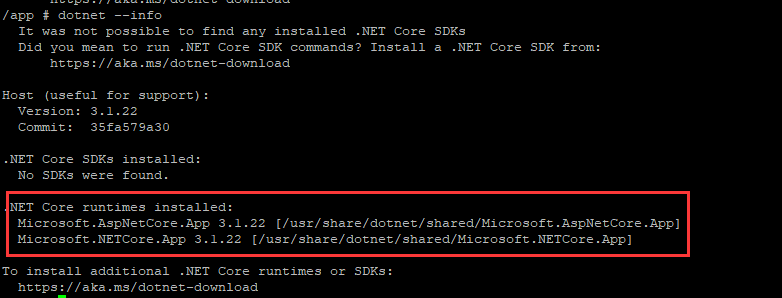 https://aka.ms/dotnet-download
/app # dotnet --info
It was not possible to find any installed .NET Core SDKs
Did you mean to run .NET Core SDK commands? Install a .NET Core SDK from:
https://aka.ms/dotnet-download
Host (useful for support):
Version: 3.1.22
Commit: 35fa579a30
.NET Core SDKs installed:
No SDKs were found.
.NET Core runtimes installed:
Microsoft.AspNetCore.App 3.1.22 [/usr/share/dotnet/shared/Microsoft.AspNetCore.App]
Microsoft.NETCore.App 3.1.22 [/usr/share/dotnet/shared/Microsoft.NETCore.App]
To install additional .NET Core runtimes or SDKs:
https://aka.ms/dotnet-download